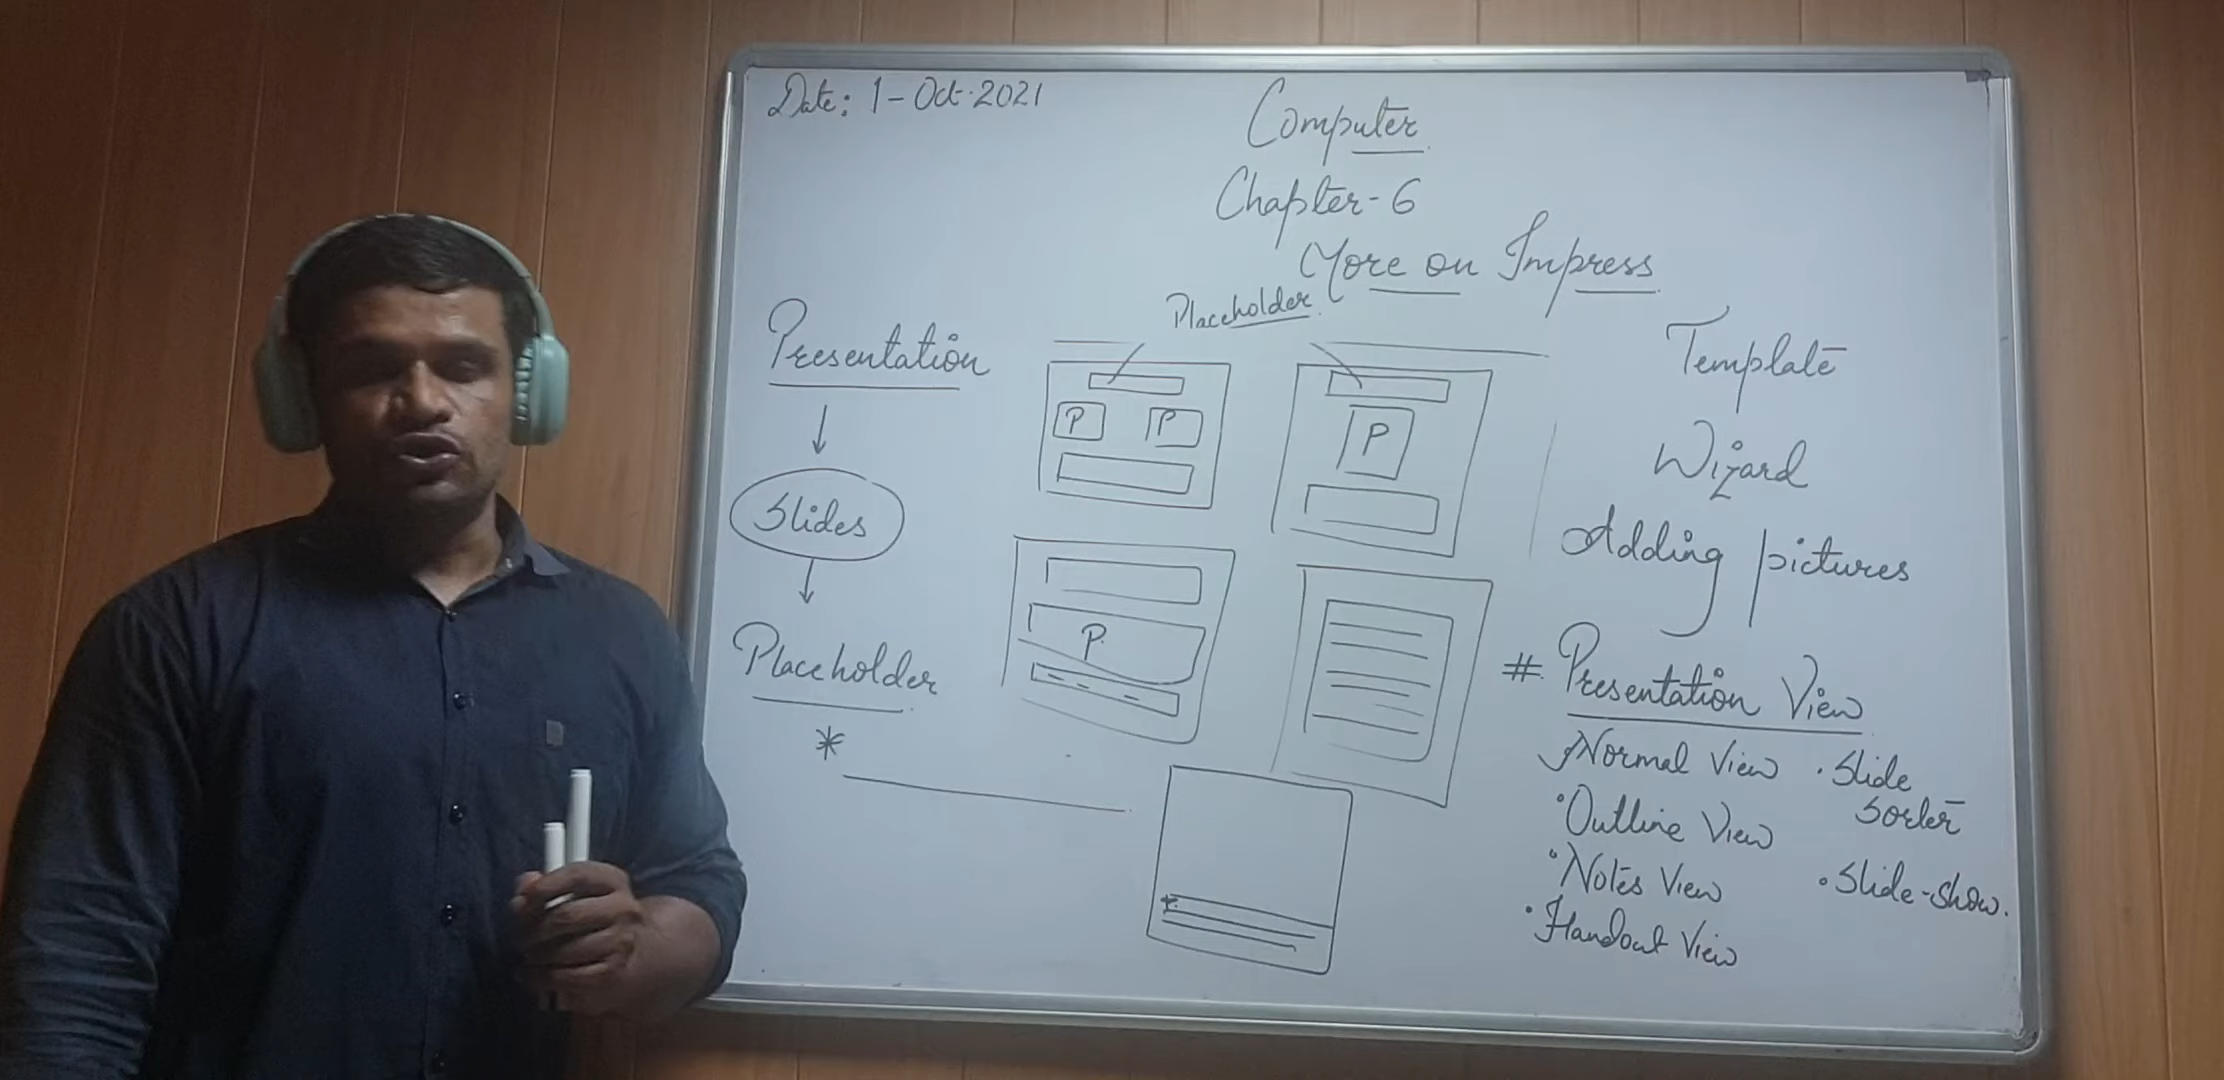 Date: 1-Oct-2021
Computer
Chapter-6
More on Impress
Placeholder
Presentation
Slides
Placeholder
*
P P
P
P
Template
Wizard
Adding pictures
# Presentation View
Normal View
• Outline View
• Notes View
• Handout View
• Slide
Sorter
• Slide-show.